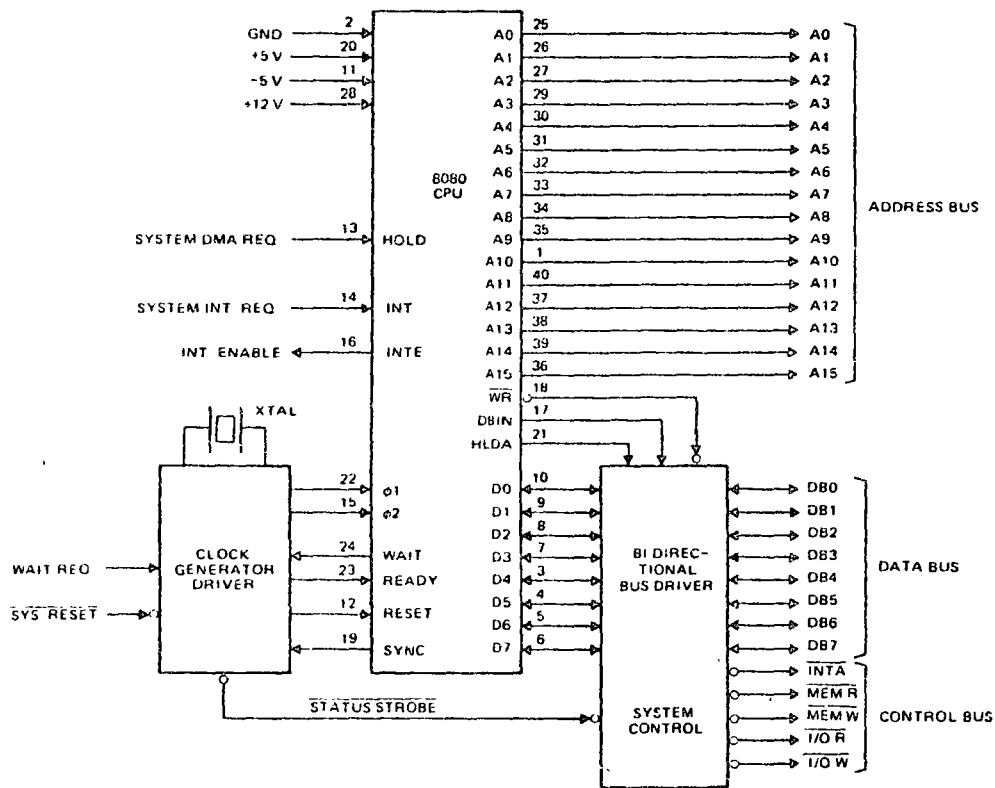 GND 2
+5 V 20
-5 V 11
+12 V 28
8080
CPU
A0 25 A0
A1 26 A1
A2 27 A2
A3 29 A3
A4 30 A4
A5 31 A5
A6 32 A6
A7 33 A7
A8 34 A8
A9 35 A9
A10 1 A10
A11 40 A11
A12 37 A12
A13 38 A13
A14 39 A14
A15 36 A15
ADDRESS BUS
SYSTEM DMA REQ 13 HOLD
SYSTEM INT REQ 14 INT
INT ENABLE 16 INTE
WR 18
DBIN 17
HLDA 21
XTAL
CLOCK
GENERATOR
DRIVER
WAIT REQ
SYS RESET
22 φ1
15 φ2
24 WAIT
23 READY
12 RESET
19 SYNC
D0 10
D1 9
D2 8
D3 7
D4 3
D5 4
D6 5
D7 6
BI DIREC-
TIONAL
BUS DRIVER
SYSTEM
CONTROL
STATUS STROBE
DB0
DB1
DB2
DB3
DB4
DB5
DB6
DB7
DATA BUS
INTA
MEM R
MEM W
I/O R
I/O W
CONTROL BUS